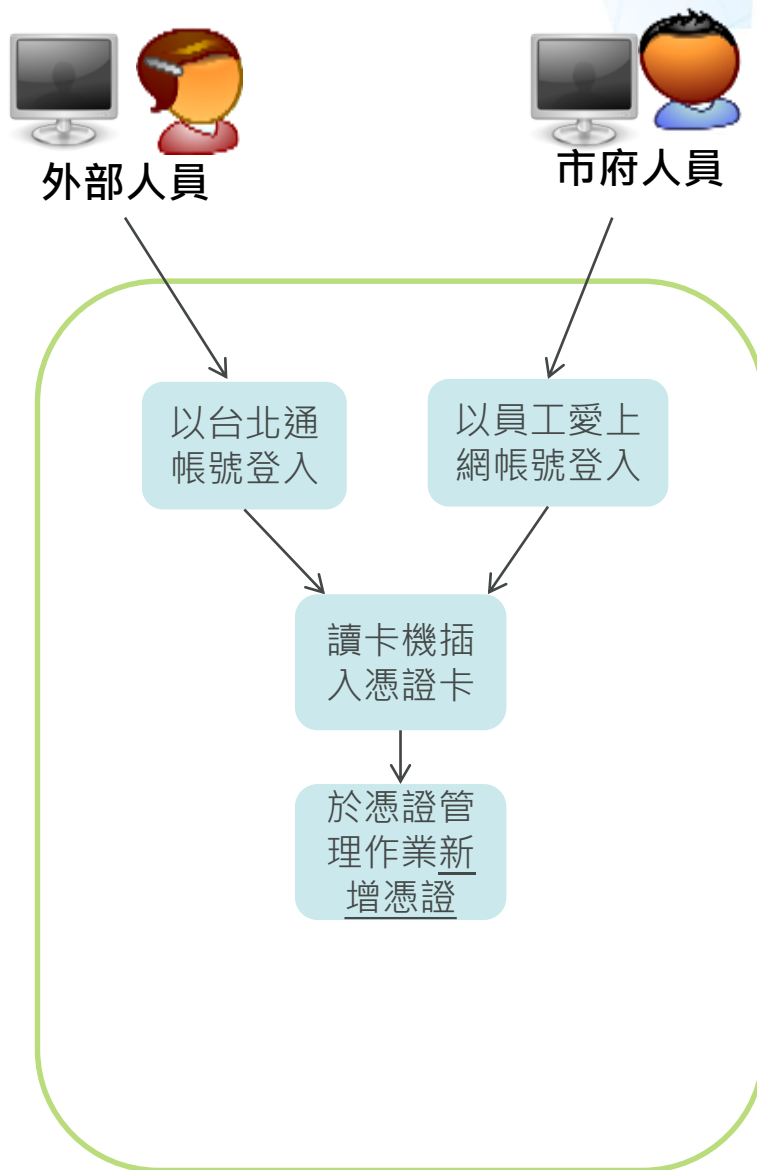 外部人員
市府人員
以台北通
帳號登入
以員工愛上
網帳號登入
讀卡機插
入憑證卡
於憑證管
理作業新
增憑證